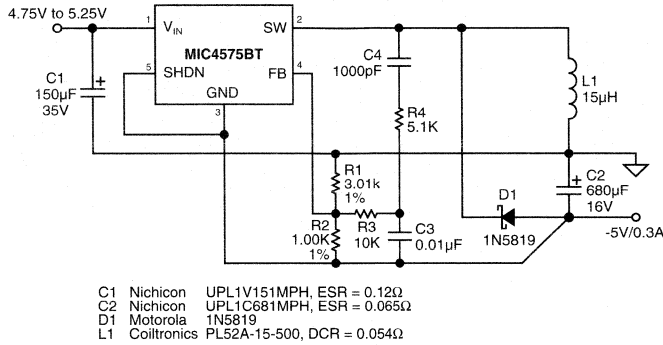 4.75V to 5.25V
1
V_IN
SW
2
MIC4575BT
5
SHDN
FB
4
GND
3
C1
+
150µF
35V
C4
1000pF
R4
5.1K
L1
15µH
R1
3.01k
1%
C2
+
680µF
16V
D1
1N5819
-5V/0.3A
R2
1.00K
1%
R3
10K
C3
0.01µF
C1 Nichicon UPL1V151MPH, ESR = 0.12Ω
C2 Nichicon UPL1C681MPH, ESR = 0.065Ω
D1 Motorola 1N5819
L1 Coiltronics PL52A-15-500, DCR = 0.054Ω